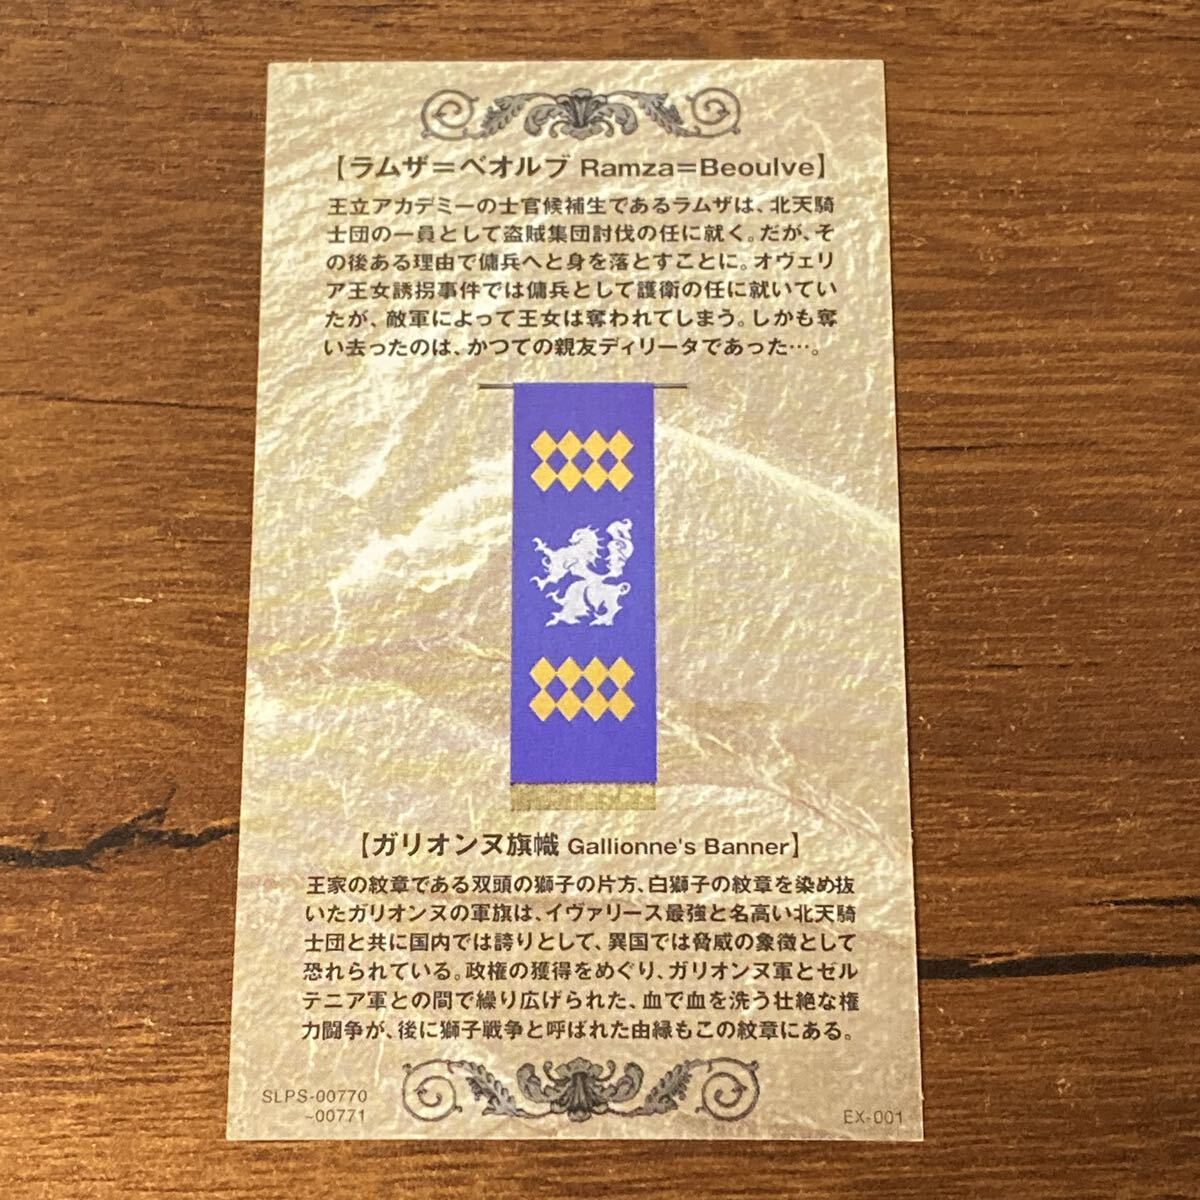 【ラムザ＝ベオルブ Ramza=Beoulve】
王立アカデミーの士官候補生であるラムザは、北天騎
士団の一員として盗賊集団討伐の任に就く。だが、そ
の後ある理由で傭兵へと身を落とすことに。オヴェリ
ア王女誘拐事件では傭兵として護衛の任に就いてい
たが、敵軍によって王女は奪われてしまう。しかも奪
い去ったのは、かつての親友ディリータであった…。
【ガリオンヌ旗幟 Gallionne's Banner】
王家の紋章である双頭の獅子の片方、白獅子の紋章を染め抜
いたガリオンヌの軍旗は、イヴァリース最強と名高い北天騎
士団と共に国内では誇りとして、異国では脅威の象徴として
恐れられている。政権の獲得をめぐり、ガリオンヌ軍とゼル
テニア軍との間で繰り広げられた、血で血を洗う壮絶な権
力闘争が、後に獅子戦争と呼ばれた由縁もこの紋章にある。
SLPS-00770
~00771
EX-001